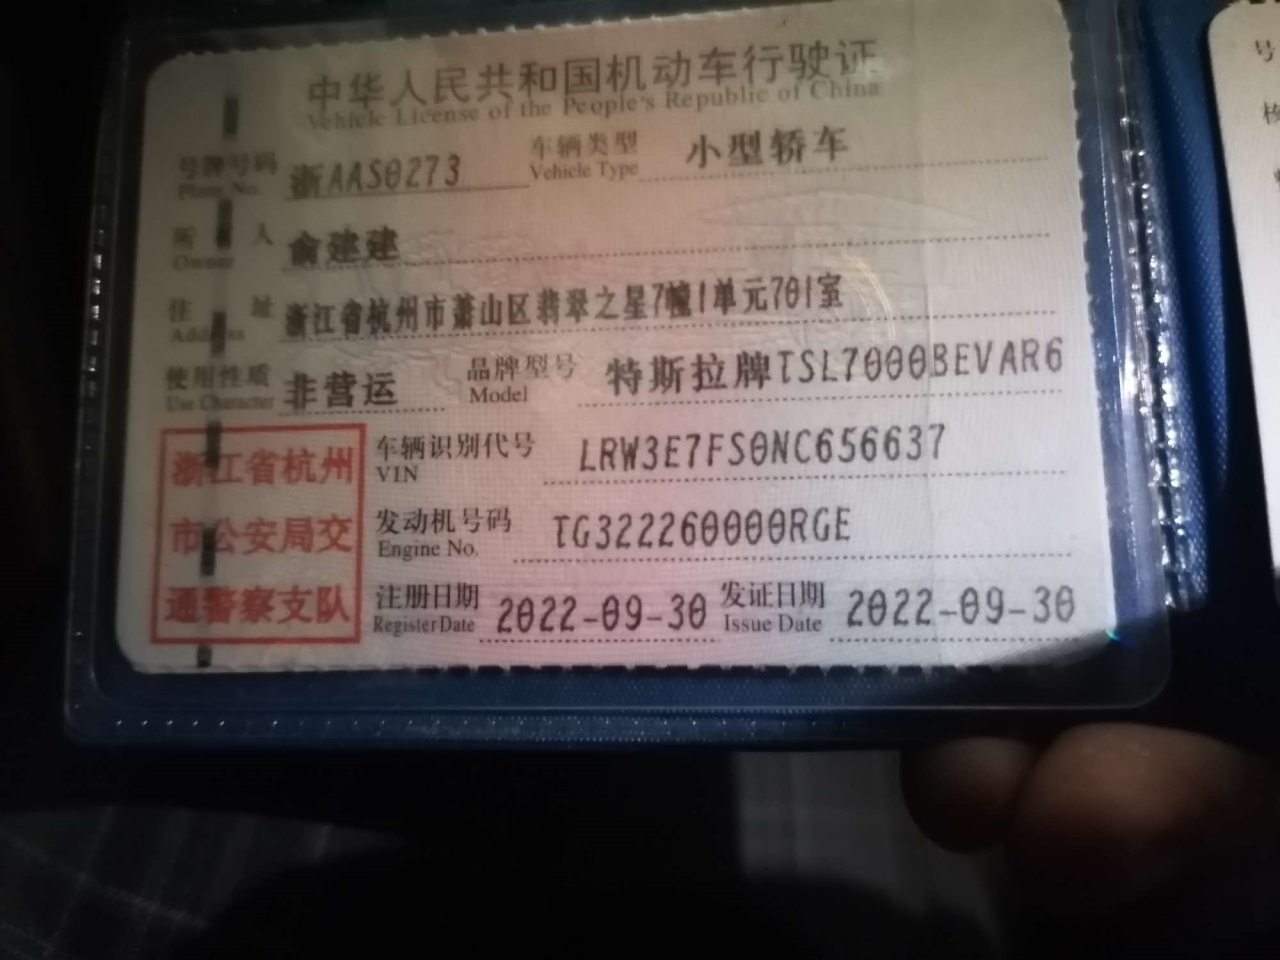 中华人民共和国机动车行驶证
Vehicle License of the People's Republic of China
号牌号码 浙AAS0273 车辆类型 小型轿车
Plate No. Vehicle Type
所 人 俞建建
Owner
住 址 浙江省杭州市萧山区翡翠之星7幢1单元701室
Address
使用性质 非营运 品牌型号 特斯拉牌TSL7000BEVAR6
Use Character Model
浙江省杭州
市公安局交
通警察支队
车辆识别代号 LRW3E7FS0NC656637
VIN
发动机号码 TG322260000RGE
Engine No.
注册日期 2022-09-30 发证日期 2022-09-30
Register Date Issue Date
号